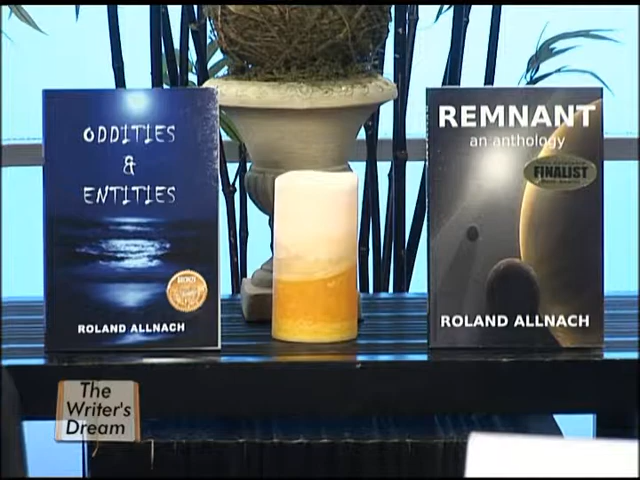 ODDITIES
&
ENTITIES
ROLAND ALLNACH
REMNANT
an anthology
FINALIST
ROLAND ALLNACH
The
Writer's
Dream